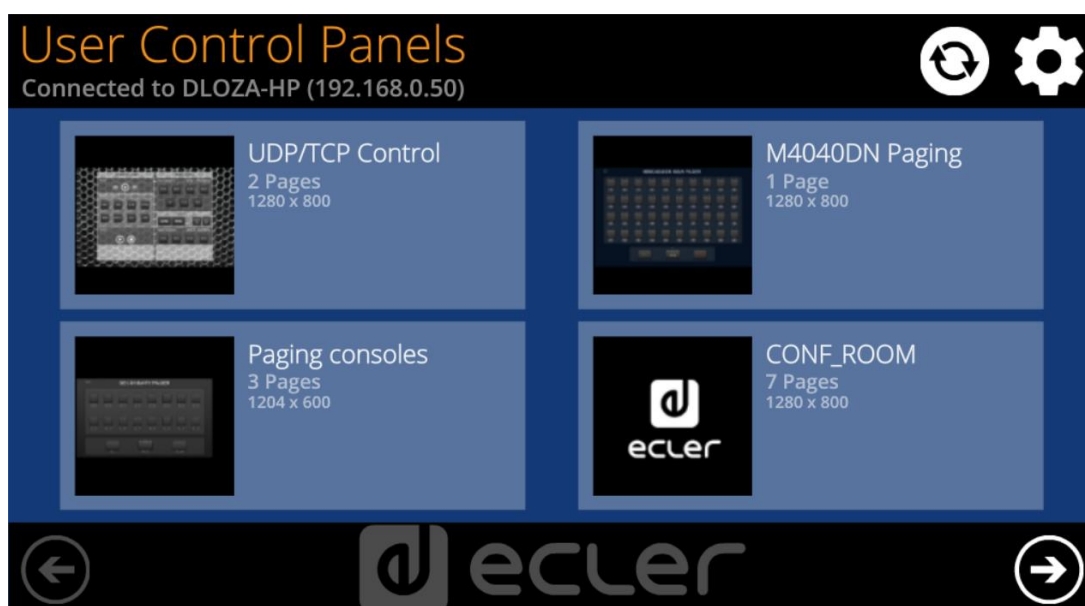 User Control Panels
Connected to DLOZA-HP (192.168.0.50)
UDP/TCP Control
2 Pages
1280 x 800
M4040DN Paging
1 Page
1280 x 800
Paging consoles
3 Pages
1204 x 600
CONF_ROOM
7 Pages
1280 x 800
ecler
ecler